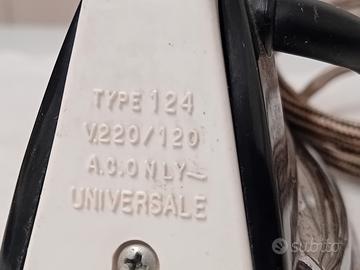 TYPE 124
V.220/120
A.C.ONLY~
UNIVERSALE
subito